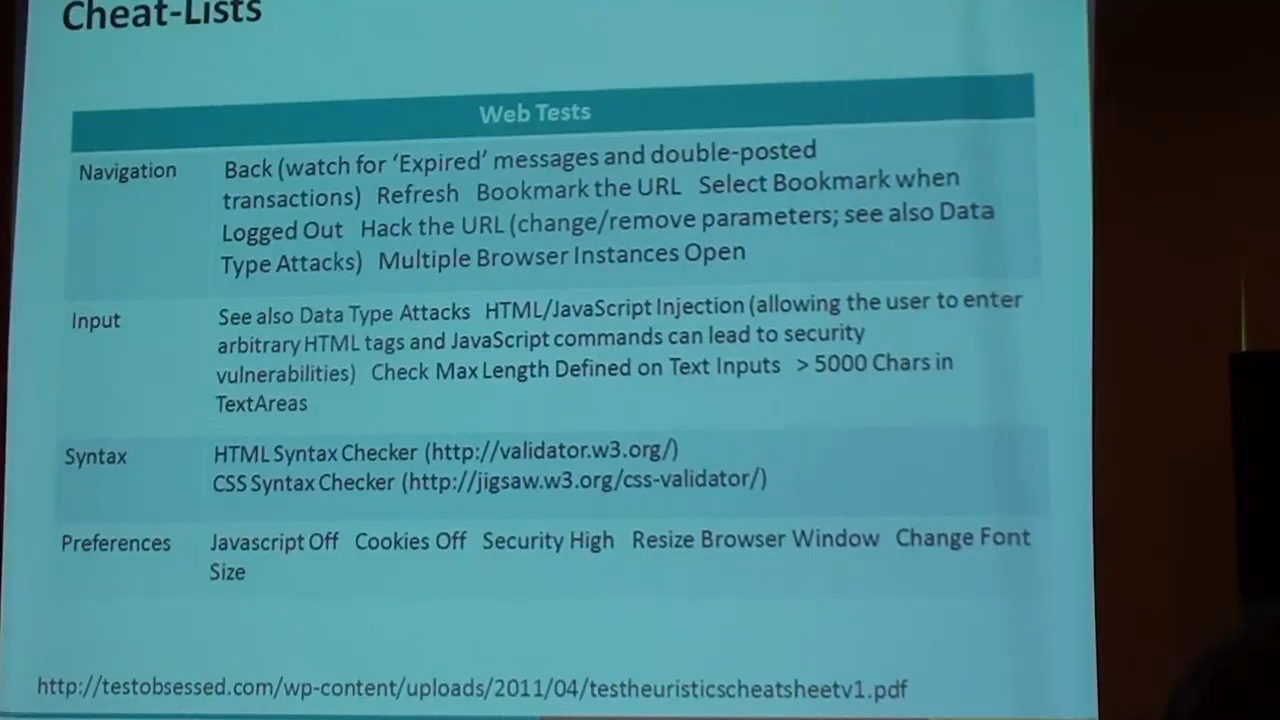 Cheat-Lists
Web Tests
Navigation
Back (watch for ‘Expired’ messages and double-posted
transactions) Refresh Bookmark the URL Select Bookmark when
Logged Out Hack the URL (change/remove parameters; see also Data
Type Attacks) Multiple Browser Instances Open
Input
See also Data Type Attacks HTML/JavaScript Injection (allowing the user to enter
arbitrary HTML tags and JavaScript commands can lead to security
vulnerabilities) Check Max Length Defined on Text Inputs > 5000 Chars in
TextAreas
Syntax
HTML Syntax Checker (http://validator.w3.org/)
CSS Syntax Checker (http://jigsaw.w3.org/css-validator/)
Preferences
Javascript Off Cookies Off Security High Resize Browser Window Change Font
Size
http://testobsessed.com/wp-content/uploads/2011/04/testheuristicscheatsheetv1.pdf